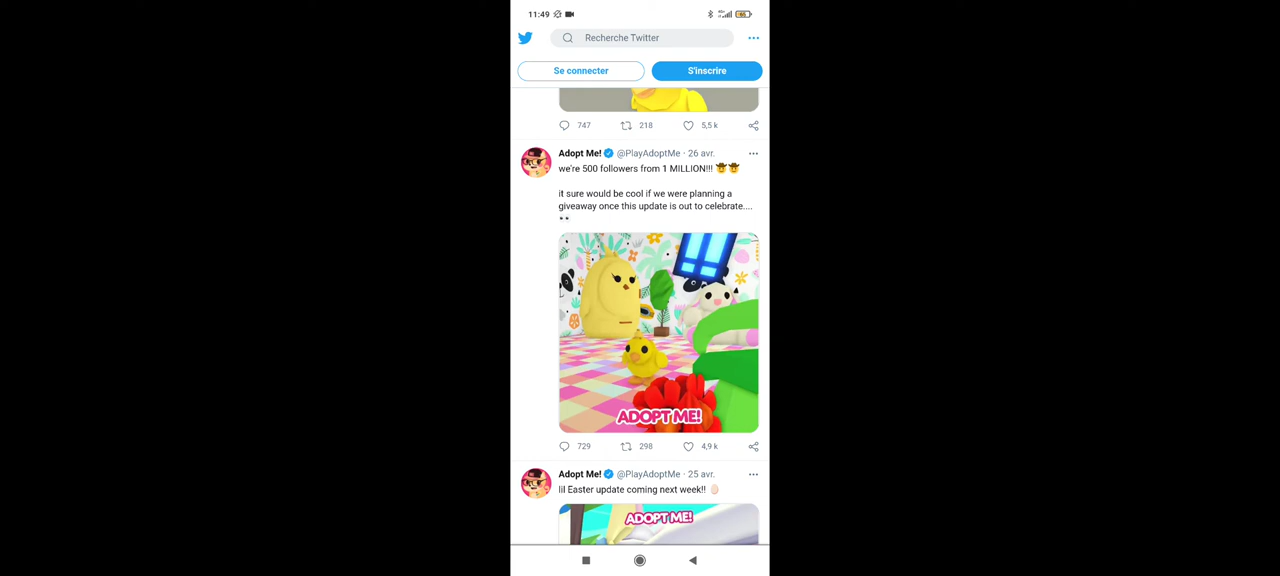 11:49
Recherche Twitter
Se connecter
S'inscrire
747 218 5,5 k
Adopt Me! @PlayAdoptMe · 26 avr.
we're 500 followers from 1 MILLION!!! 🤠🤠
it sure would be cool if we were planning a
giveaway once this update is out to celebrate....
👀
ADOPT ME!
729 298 4,9 k
Adopt Me! @PlayAdoptMe · 25 avr.
lil Easter update coming next week!! 🥚
ADOPT ME!